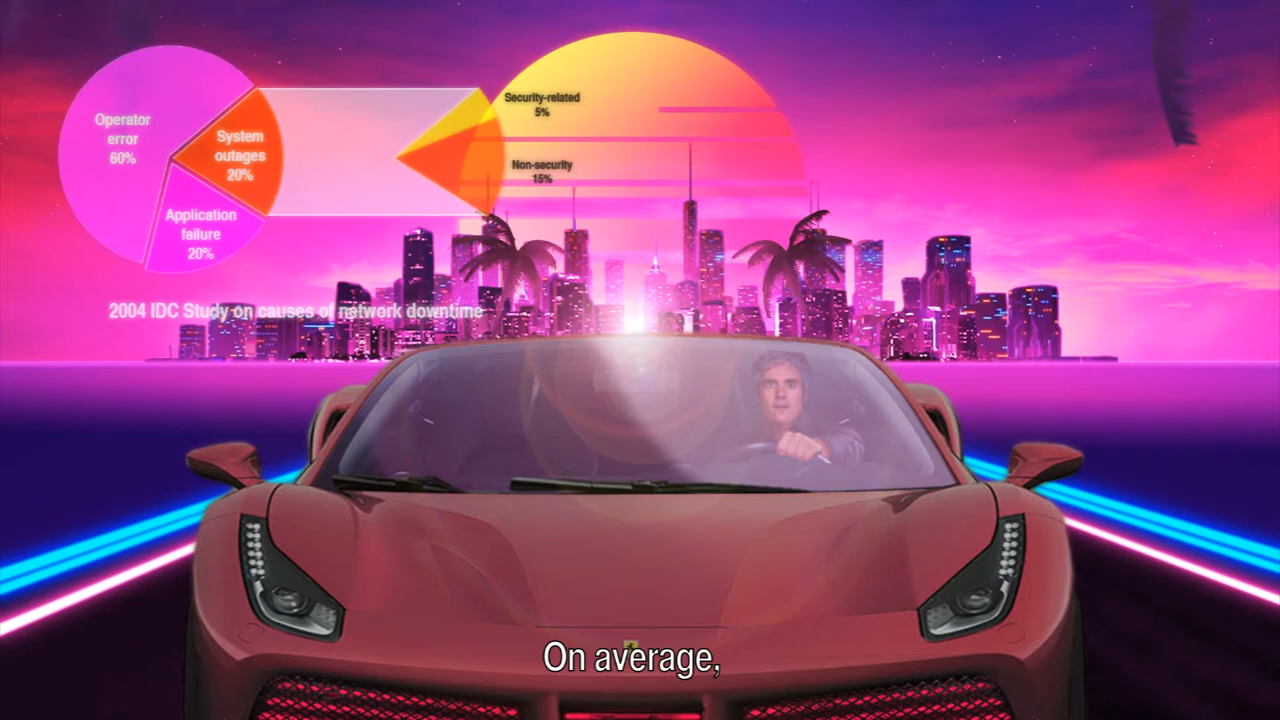 Operator
error
60%
System
outages
20%
Application
failure
20%
Security-related
5%
Non-security
15%
2004 IDC Study on causes of network downtime
On average,